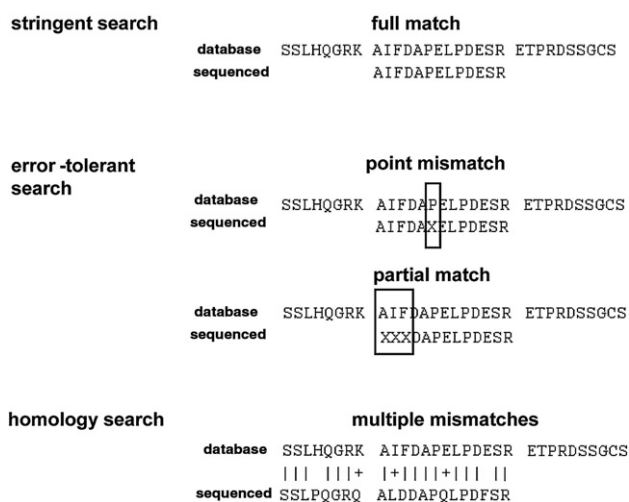 stringent search full match
database SSLHQGRK AIFDAPELPDESR ETPRDSSGCS
sequenced AIFDAPELPDESR
error -tolerant search point mismatch
database SSLHQGRK AIFDAPELPDESR ETPRDSSGCS
sequenced AIFDAXELPDESR
partial match
database SSLHQGRK AIFDAPELPDESR ETPRDSSGCS
sequenced XXXDAPELPDESR
homology search multiple mismatches
database SSLHQGRK AIFDAPELPDESR ETPRDSSGCS
||| |||+ |+||||+||| ||
sequenced SSLPQGRQ ALDDAPQLPDFSR